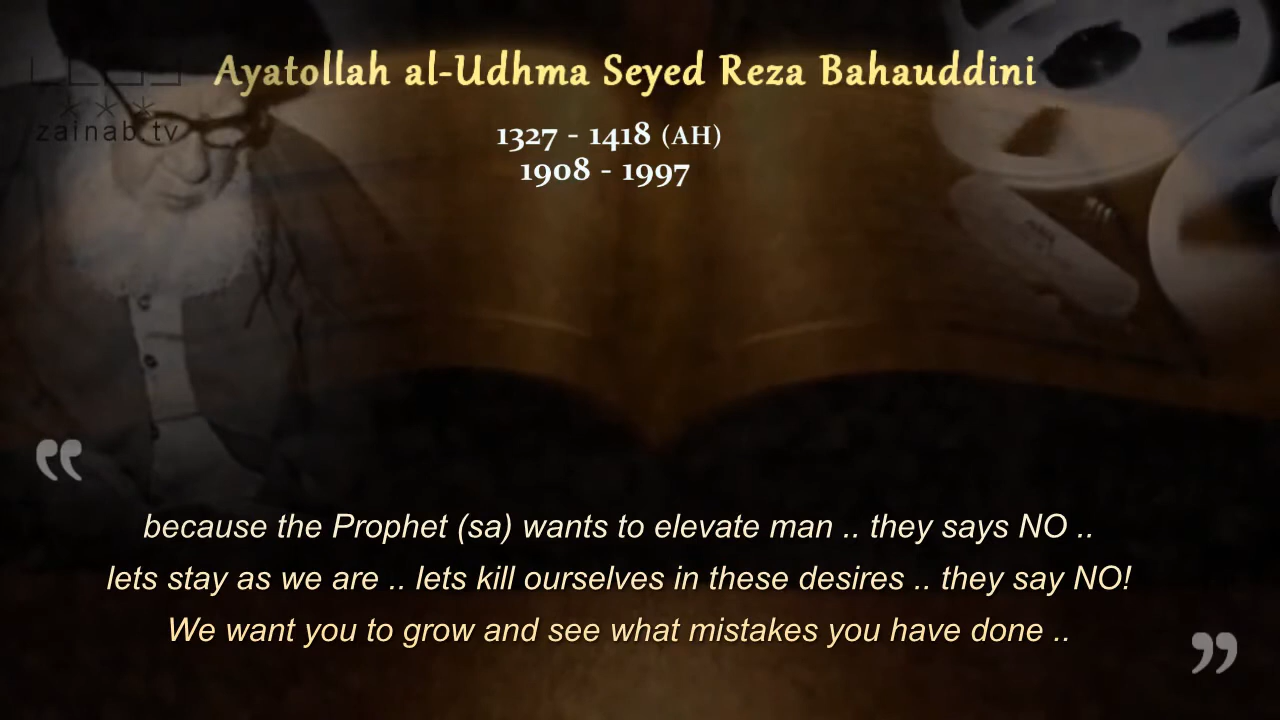 Ayatollah al-Udhma Seyed Reza Bahauddini
zainab.tv
1327 - 1418 (AH)
1908 - 1997
“
because the Prophet (sa) wants to elevate man .. they says NO ..
lets stay as we are .. lets kill ourselves in these desires .. they say NO!
We want you to grow and see what mistakes you have done ..
”